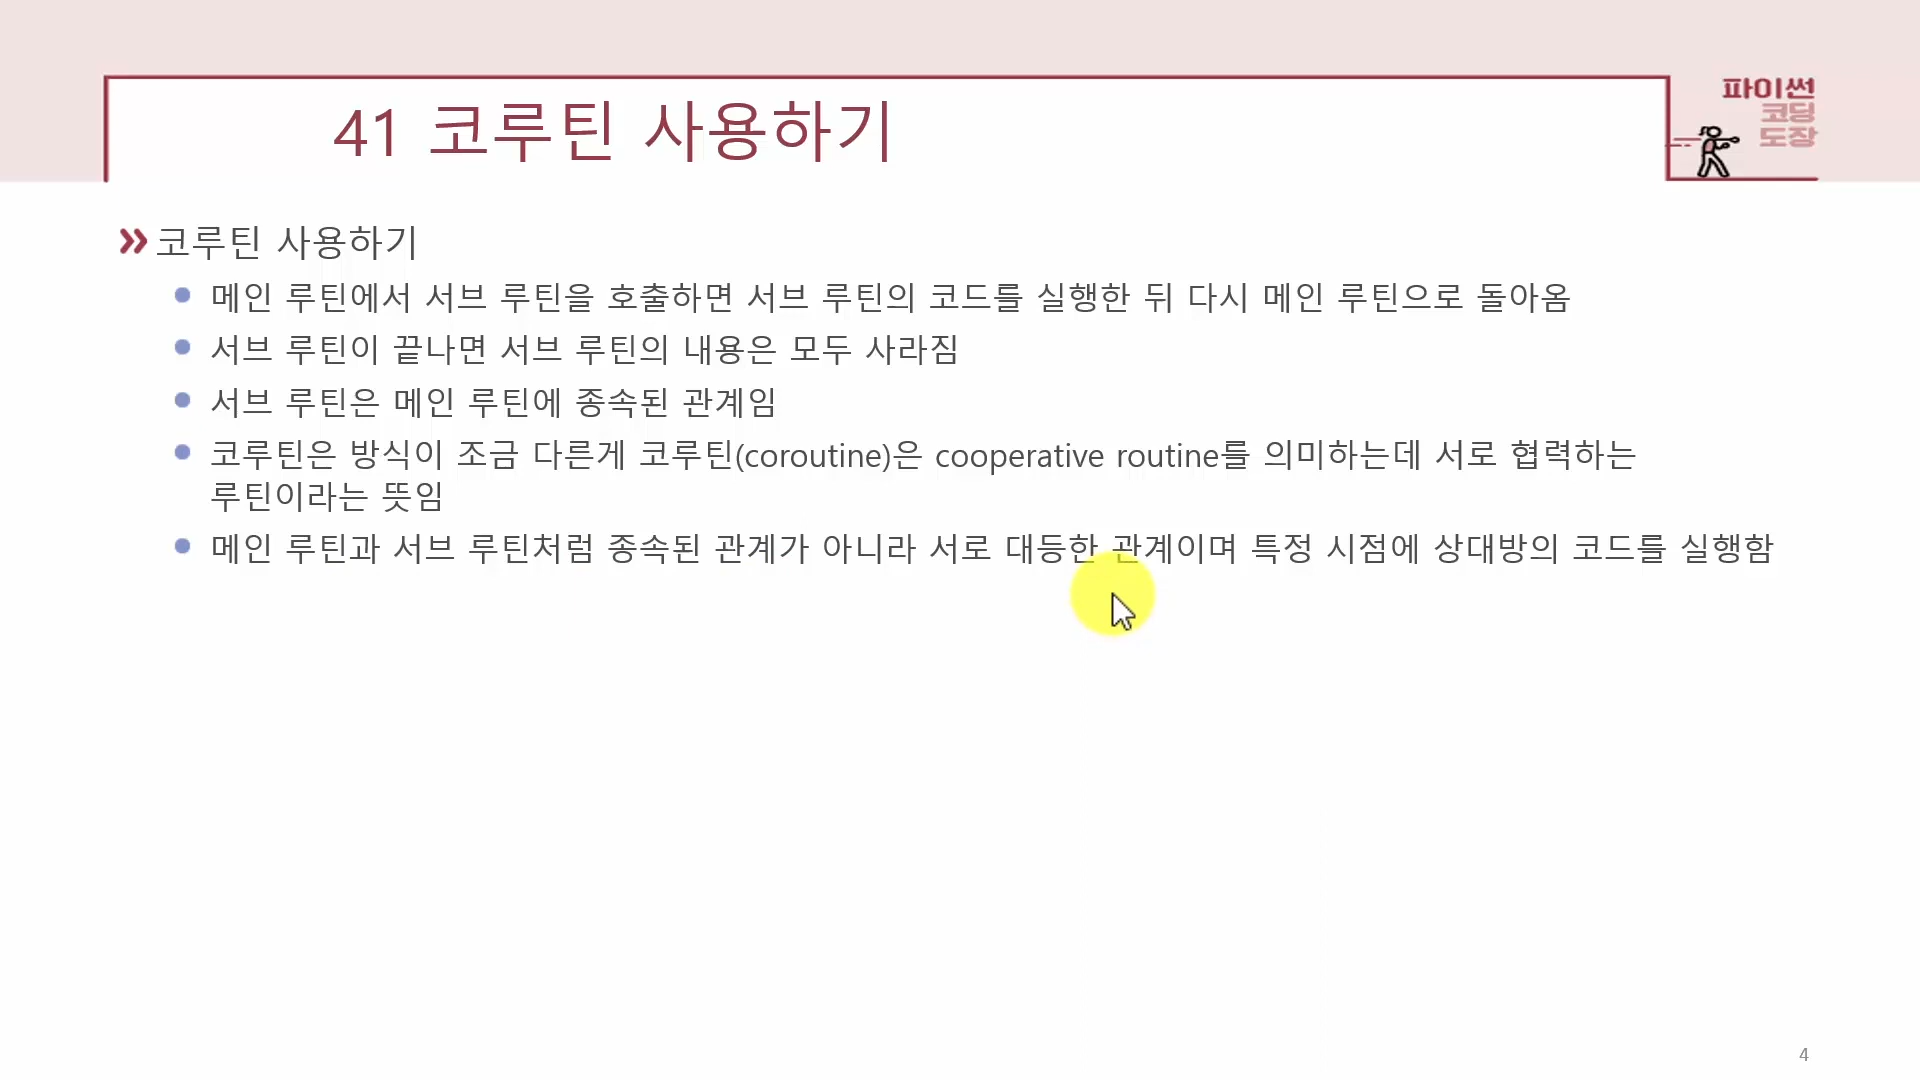 41 코루틴 사용하기
파이썬
코딩
도장
코루틴 사용하기
메인 루틴에서 서브 루틴을 호출하면 서브 루틴의 코드를 실행한 뒤 다시 메인 루틴으로 돌아옴
서브 루틴이 끝나면 서브 루틴의 내용은 모두 사라짐
서브 루틴은 메인 루틴에 종속된 관계임
코루틴은 방식이 조금 다른게 코루틴(coroutine)은 cooperative routine를 의미하는데 서로 협력하는
루틴이라는 뜻임
메인 루틴과 서브 루틴처럼 종속된 관계가 아니라 서로 대등한 관계이며 특정 시점에 상대방의 코드를 실행함
4